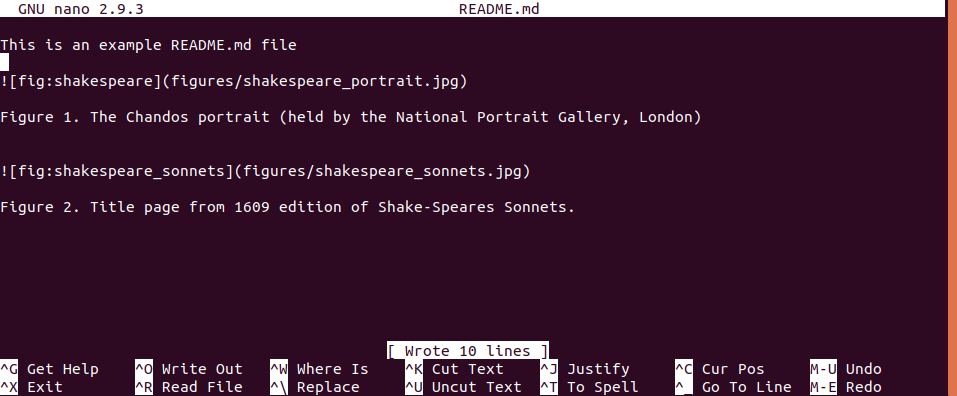 GNU nano 2.9.3 README.md
This is an example README.md file
![fig:shakespeare](figures/shakespeare_portrait.jpg)
Figure 1. The Chandos portrait (held by the National Portrait Gallery, London)
![fig:shakespeare_sonnets](figures/shakespeare_sonnets.jpg)
Figure 2. Title page from 1609 edition of Shake-Speares Sonnets.
[ Wrote 10 lines ]
^G Get Help ^O Write Out ^W Where Is ^K Cut Text ^J Justify ^C Cur Pos M-U Undo
^X Exit ^R Read File ^\ Replace ^U Uncut Text ^T To Spell ^_ Go To Line M-E Redo